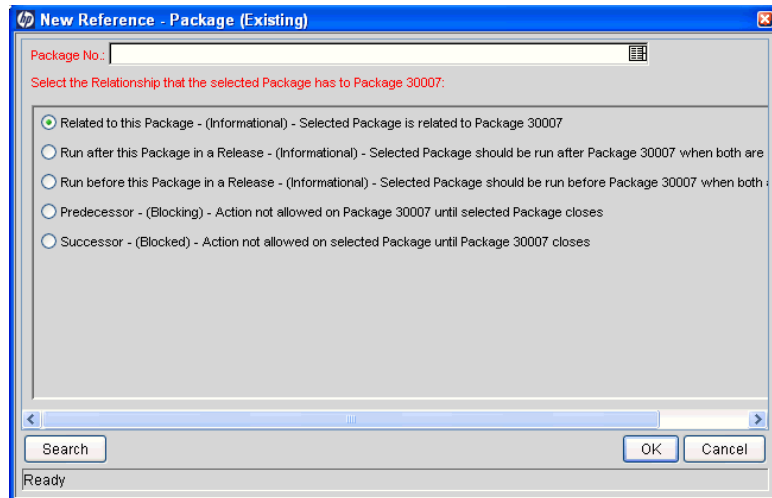 hp New Reference - Package (Existing)
Package No.:
Select the Relationship that the selected Package has to Package 30007:
Related to this Package - (Informational) - Selected Package is related to Package 30007
Run after this Package in a Release - (Informational) - Selected Package should be run after Package 30007 when both are
Run before this Package in a Release - (Informational) - Selected Package should be run before Package 30007 when both
Predecessor - (Blocking) - Action not allowed on Package 30007 until selected Package closes
Successor - (Blocked) - Action not allowed on selected Package until Package 30007 closes
Search OK Cancel
Ready